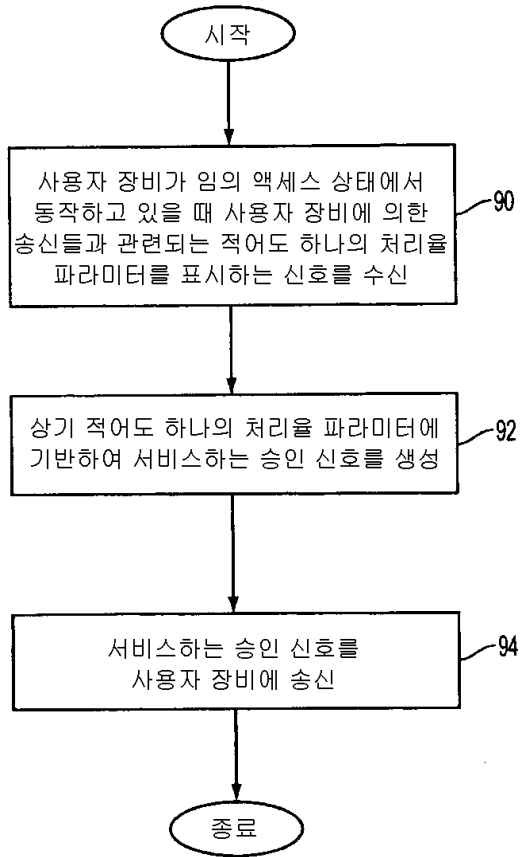 시작
사용자 장비가 임의 액세스 상태에서
동작하고 있을 때 사용자 장비에 의한
송신들과 관련되는 적어도 하나의 처리율
파라미터를 표시하는 신호를 수신
90
상기 적어도 하나의 처리율 파라미터에
기반하여 서비스하는 승인 신호를 생성
92
서비스하는 승인 신호를
사용자 장비에 송신
94
종료